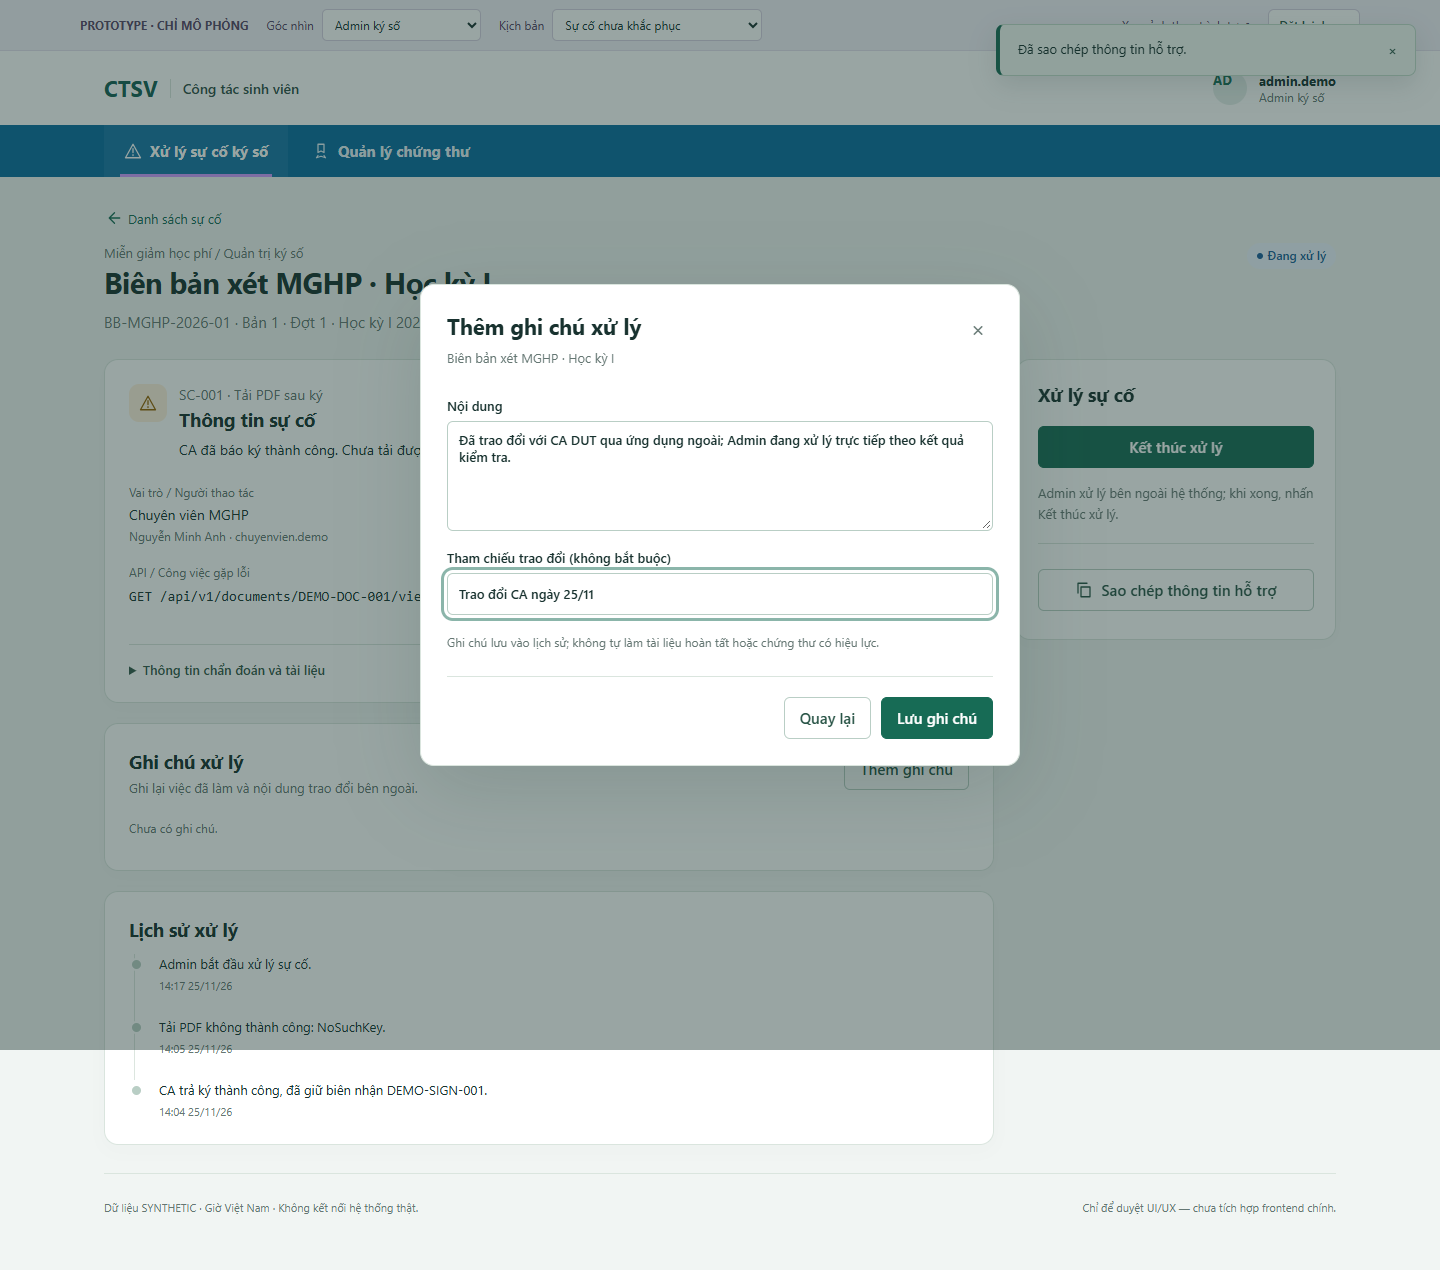 PROTOTYPE · CHỈ MÔ PHỎNG
Góc nhìn
Admin ký số
Kịch bản
Sự cố chưa khắc phục
Đã sao chép thông tin hỗ trợ.
×
CTSV
Công tác sinh viên
AD
admin.demo
Admin ký số
Xử lý sự cố ký số
Quản lý chứng thư
Danh sách sự cố
Miễn giảm học phí / Quản trị ký số
Đang xử lý
Biên bản xét MGHP · Học kỳ I
BB-MGHP-2026-01 · Bản 1 · Đợt 1 · Học kỳ I 202
SC-001 · Tải PDF sau ký
Thông tin sự cố
CA đã báo ký thành công. Chưa tải đượ
Vai trò / Người thao tác
Chuyên viên MGHP
Nguyễn Minh Anh · chuyenvien.demo
API / Công việc gặp lỗi
GET /api/v1/documents/DEMO-DOC-001/vie
Thông tin chẩn đoán và tài liệu
Thêm ghi chú xử lý
×
Biên bản xét MGHP · Học kỳ I
Nội dung
Đã trao đổi với CA DUT qua ứng dụng ngoài; Admin đang xử lý trực tiếp theo kết quả
kiểm tra.
Tham chiếu trao đổi (không bắt buộc)
Trao đổi CA ngày 25/11
Ghi chú lưu vào lịch sử; không tự làm tài liệu hoàn tất hoặc chứng thư có hiệu lực.
Quay lại
Lưu ghi chú
Xử lý sự cố
Kết thúc xử lý
Admin xử lý bên ngoài hệ thống; khi xong, nhấn
Kết thúc xử lý.
Sao chép thông tin hỗ trợ
Ghi chú xử lý
Ghi lại việc đã làm và nội dung trao đổi bên ngoài.
Thêm ghi chú
Chưa có ghi chú.
Lịch sử xử lý
Admin bắt đầu xử lý sự cố.
14:17 25/11/26
Tải PDF không thành công: NoSuchKey.
14:05 25/11/26
CA trả ký thành công, đã giữ biên nhận DEMO-SIGN-001.
14:04 25/11/26
Dữ liệu SYNTHETIC · Giờ Việt Nam · Không kết nối hệ thống thật.
Chỉ để duyệt UI/UX — chưa tích hợp frontend chính.